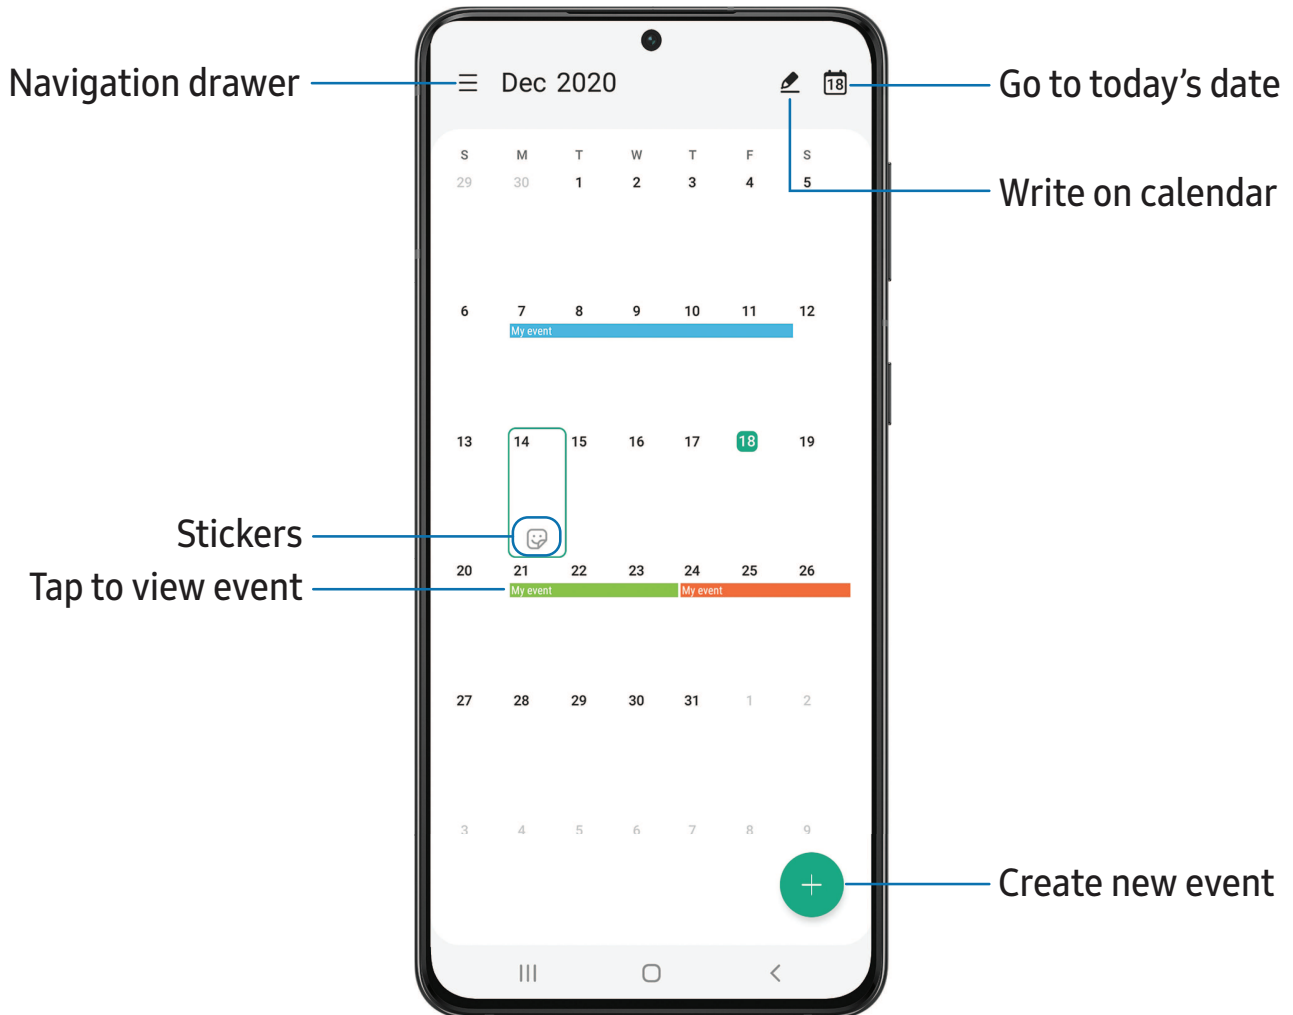 Navigation drawer
Dec 2020
18
Go to today's date
Write on calendar
S M T W T F S
29 30 1 2 3 4 5
6 7 8 9 10 11 12
My event
13 14 15 16 17 18 19
Stickers
Tap to view event
20 21 22 23 24 25 26
My event My event
27 28 29 30 31 1 2
3 4 5 6 7 8 9
Create new event